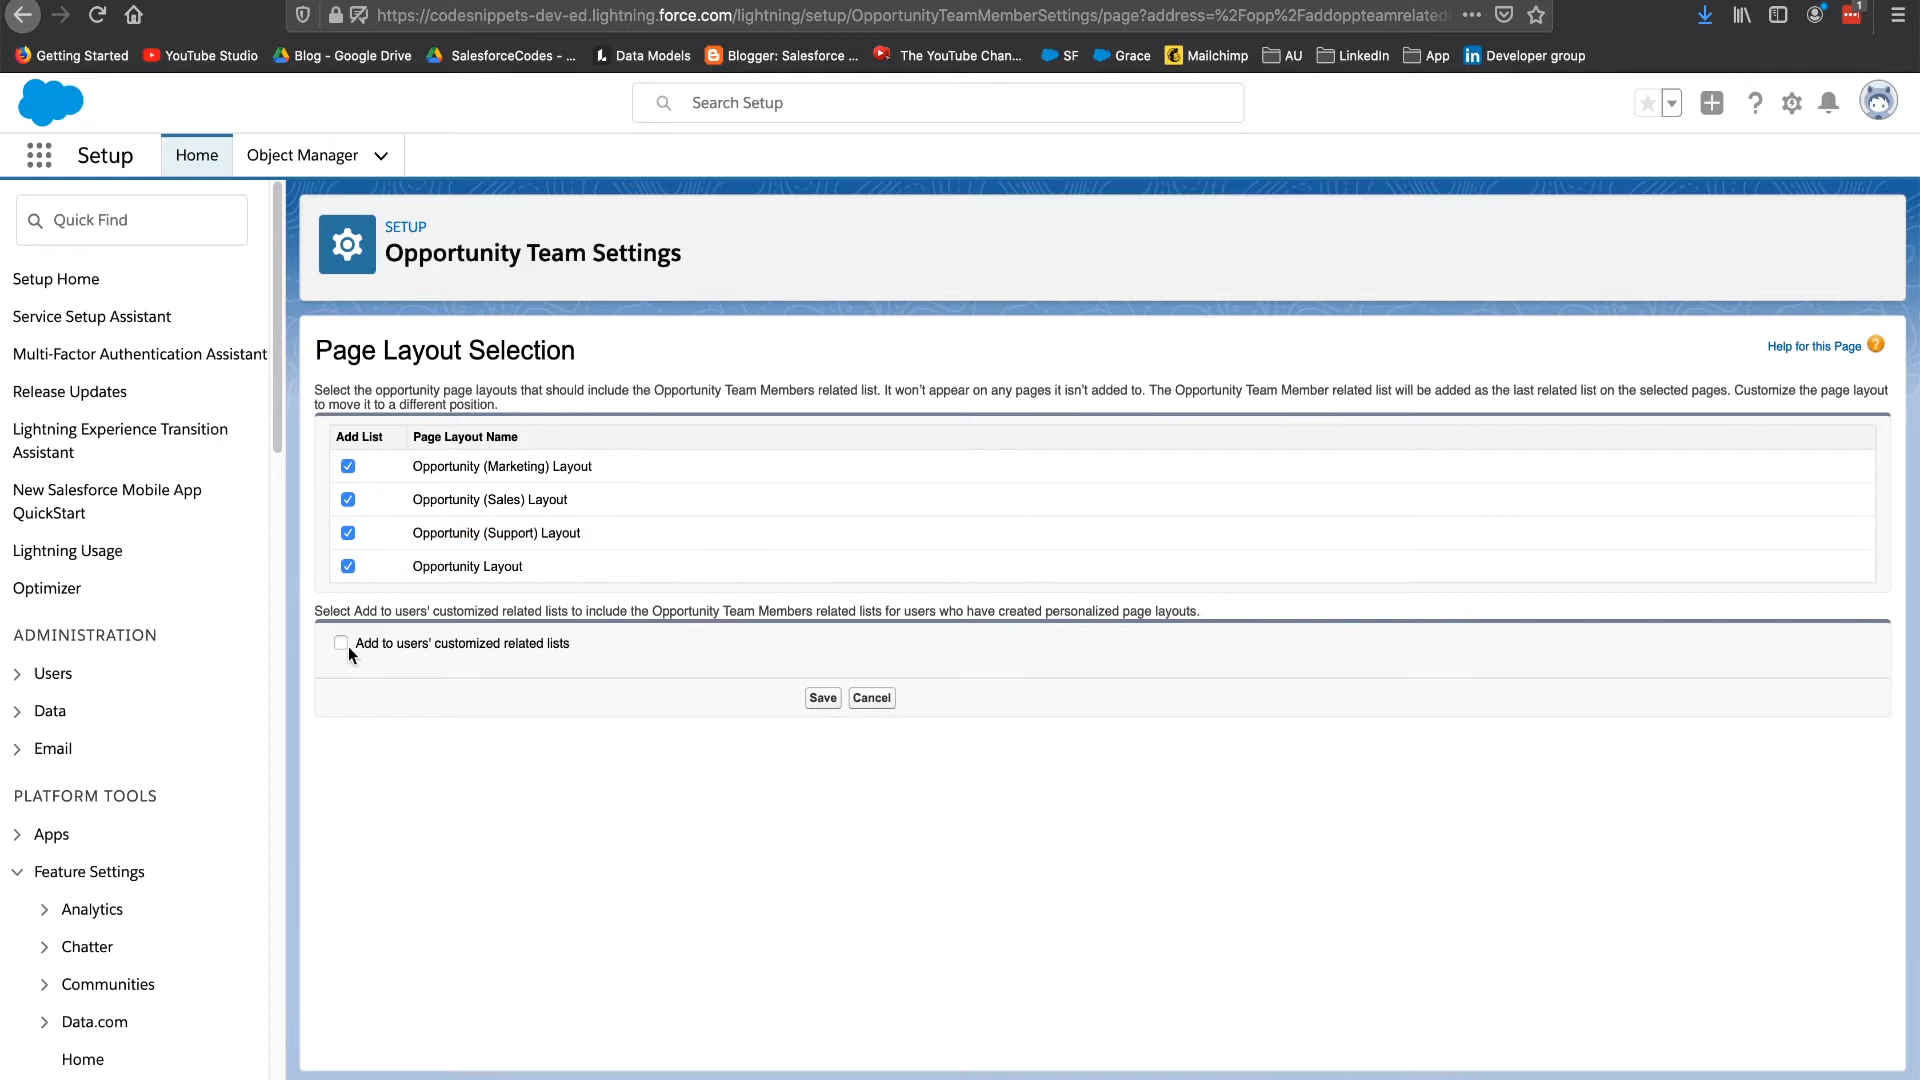 https://codesnippets-dev-ed.lightning.force.com/lightning/setup/OpportunityTeamMemberSettings/page?address=%2Fopp%2Faddoppteamrelatedl
1
Getting Started
YouTube Studio
Blog - Google Drive
SalesforceCodes - ...
Data Models
Blogger: Salesforce ...
The YouTube Chan...
SF
Grace
Mailchimp
AU
LinkedIn
App
Developer group
Search Setup
Setup
Home
Object Manager
Quick Find
Setup Home
Service Setup Assistant
Multi-Factor Authentication Assistant
Release Updates
Lightning Experience Transition
Assistant
New Salesforce Mobile App
QuickStart
Lightning Usage
Optimizer
ADMINISTRATION
Users
Data
Email
PLATFORM TOOLS
Apps
Feature Settings
Analytics
Chatter
Communities
Data.com
Home
SETUP
Opportunity Team Settings
Page Layout Selection
Help for this Page ?
Select the opportunity page layouts that should include the Opportunity Team Members related list. It won't appear on any pages it isn't added to. The Opportunity Team Member related list will be added as the last related list on the selected pages. Customize the page layout
to move it to a different position.
Add List Page Layout Name
Opportunity (Marketing) Layout
Opportunity (Sales) Layout
Opportunity (Support) Layout
Opportunity Layout
Select Add to users' customized related lists to include the Opportunity Team Members related lists for users who have created personalized page layouts.
Add to users' customized related lists
Save Cancel